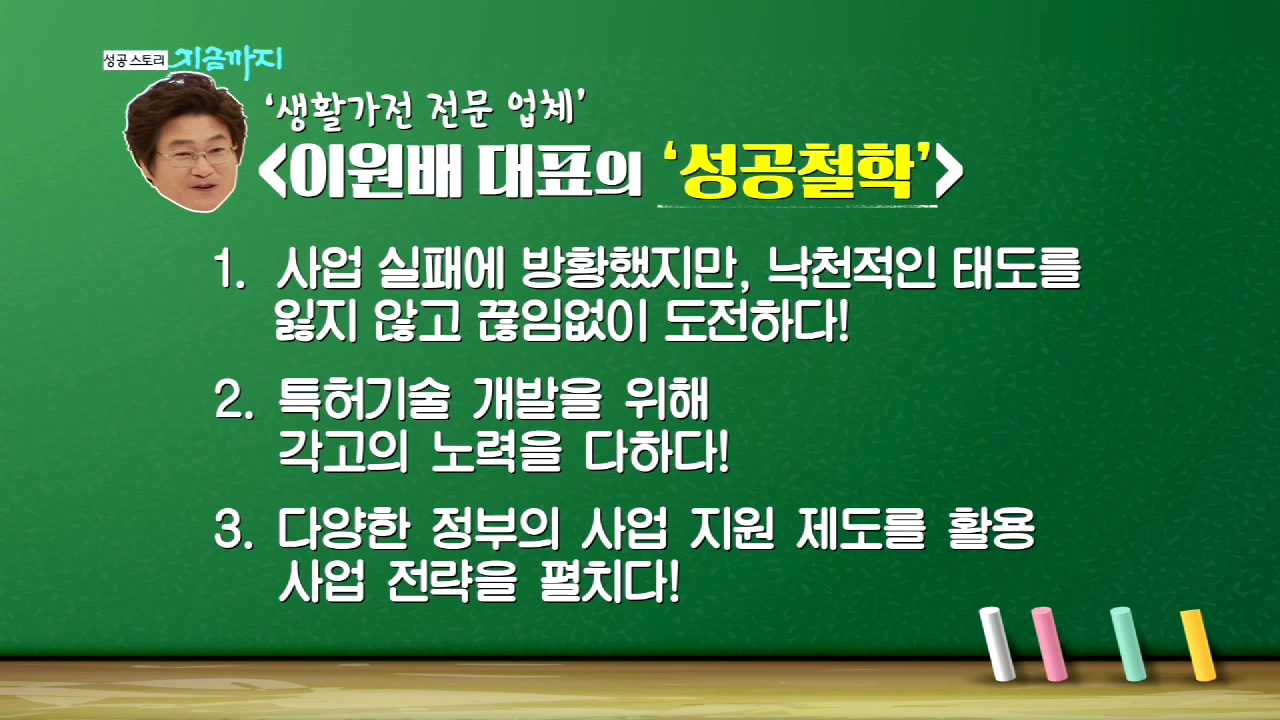 성공 스토리 지금까지
‘생활가전 전문 업체’
<이원배 대표의 ‘성공철학’>
1. 사업 실패에 방황했지만, 낙천적인 태도를
잃지 않고 끊임없이 도전하다!
2. 특허기술 개발을 위해
각고의 노력을 다하다!
3. 다양한 정부의 사업 지원 제도를 활용
사업 전략을 펼치다!